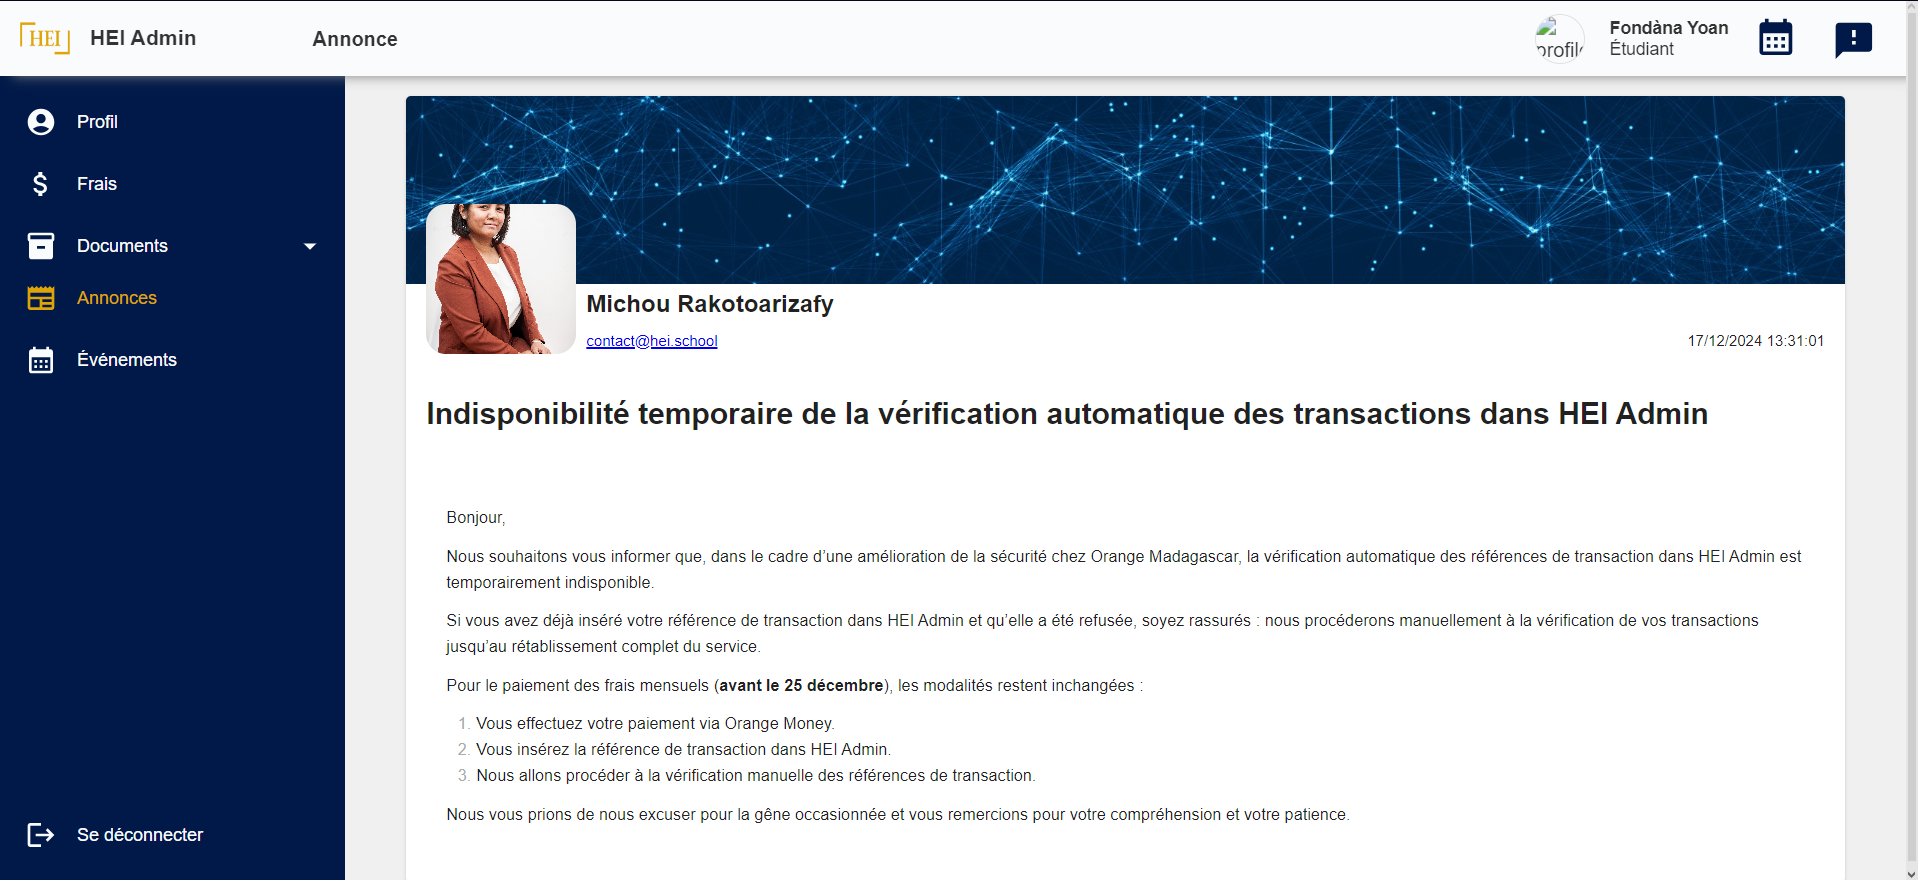 HEI
HEI Admin
Annonce
profile
Fondàna Yoan
Étudiant
Profil
Frais
Documents
Annonces
Événements
Se déconnecter
Michou Rakotoarizafy
contact@hei.school
17/12/2024 13:31:01
Indisponibilité temporaire de la vérification automatique des transactions dans HEI Admin
Bonjour,
Nous souhaitons vous informer que, dans le cadre d’une amélioration de la sécurité chez Orange Madagascar, la vérification automatique des références de transaction dans HEI Admin est
temporairement indisponible.
Si vous avez déjà inséré votre référence de transaction dans HEI Admin et qu’elle a été refusée, soyez rassurés : nous procéderons manuellement à la vérification de vos transactions
jusqu’au rétablissement complet du service.
Pour le paiement des frais mensuels (avant le 25 décembre), les modalités restent inchangées :
1. Vous effectuez votre paiement via Orange Money.
2. Vous insérez la référence de transaction dans HEI Admin.
3. Nous allons procéder à la vérification manuelle des références de transaction.
Nous vous prions de nous excuser pour la gêne occasionnée et vous remercions pour votre compréhension et votre patience.